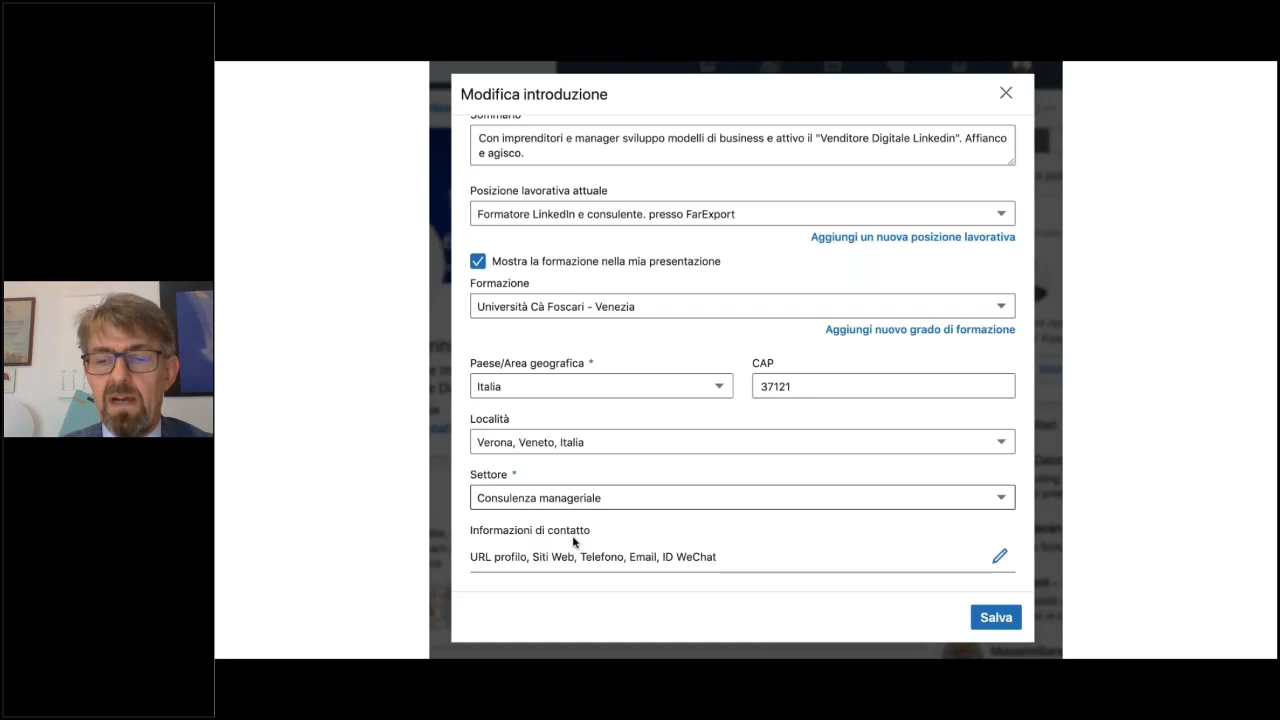 Modifica introduzione
Sommario
Con imprenditori e manager sviluppo modelli di business e attivo il "Venditore Digitale Linkedin". Affianco
e agisco.
Posizione lavorativa attuale
Formatore LinkedIn e consulente. presso FarExport
Aggiungi un nuova posizione lavorativa
Mostra la formazione nella mia presentazione
Formazione
Università Cà Foscari - Venezia
Aggiungi nuovo grado di formazione
Paese/Area geografica * CAP
Italia 37121
Località
Verona, Veneto, Italia
Settore *
Consulenza manageriale
Informazioni di contatto
URL profilo, Siti Web, Telefono, Email, ID WeChat
Salva